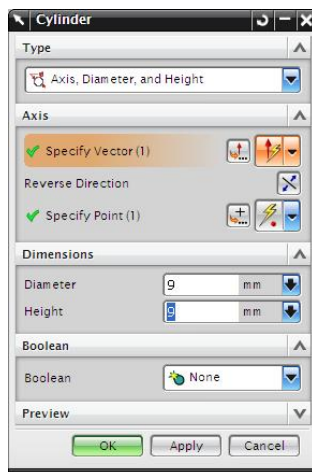 Cylinder
Type
Axis, Diameter, and Height
Axis
Specify Vector (1)
Reverse Direction
Specify Point (1)
Dimensions
Diameter 9 mm
Height 9 mm
Boolean
Boolean None
Preview
OK Apply Cancel